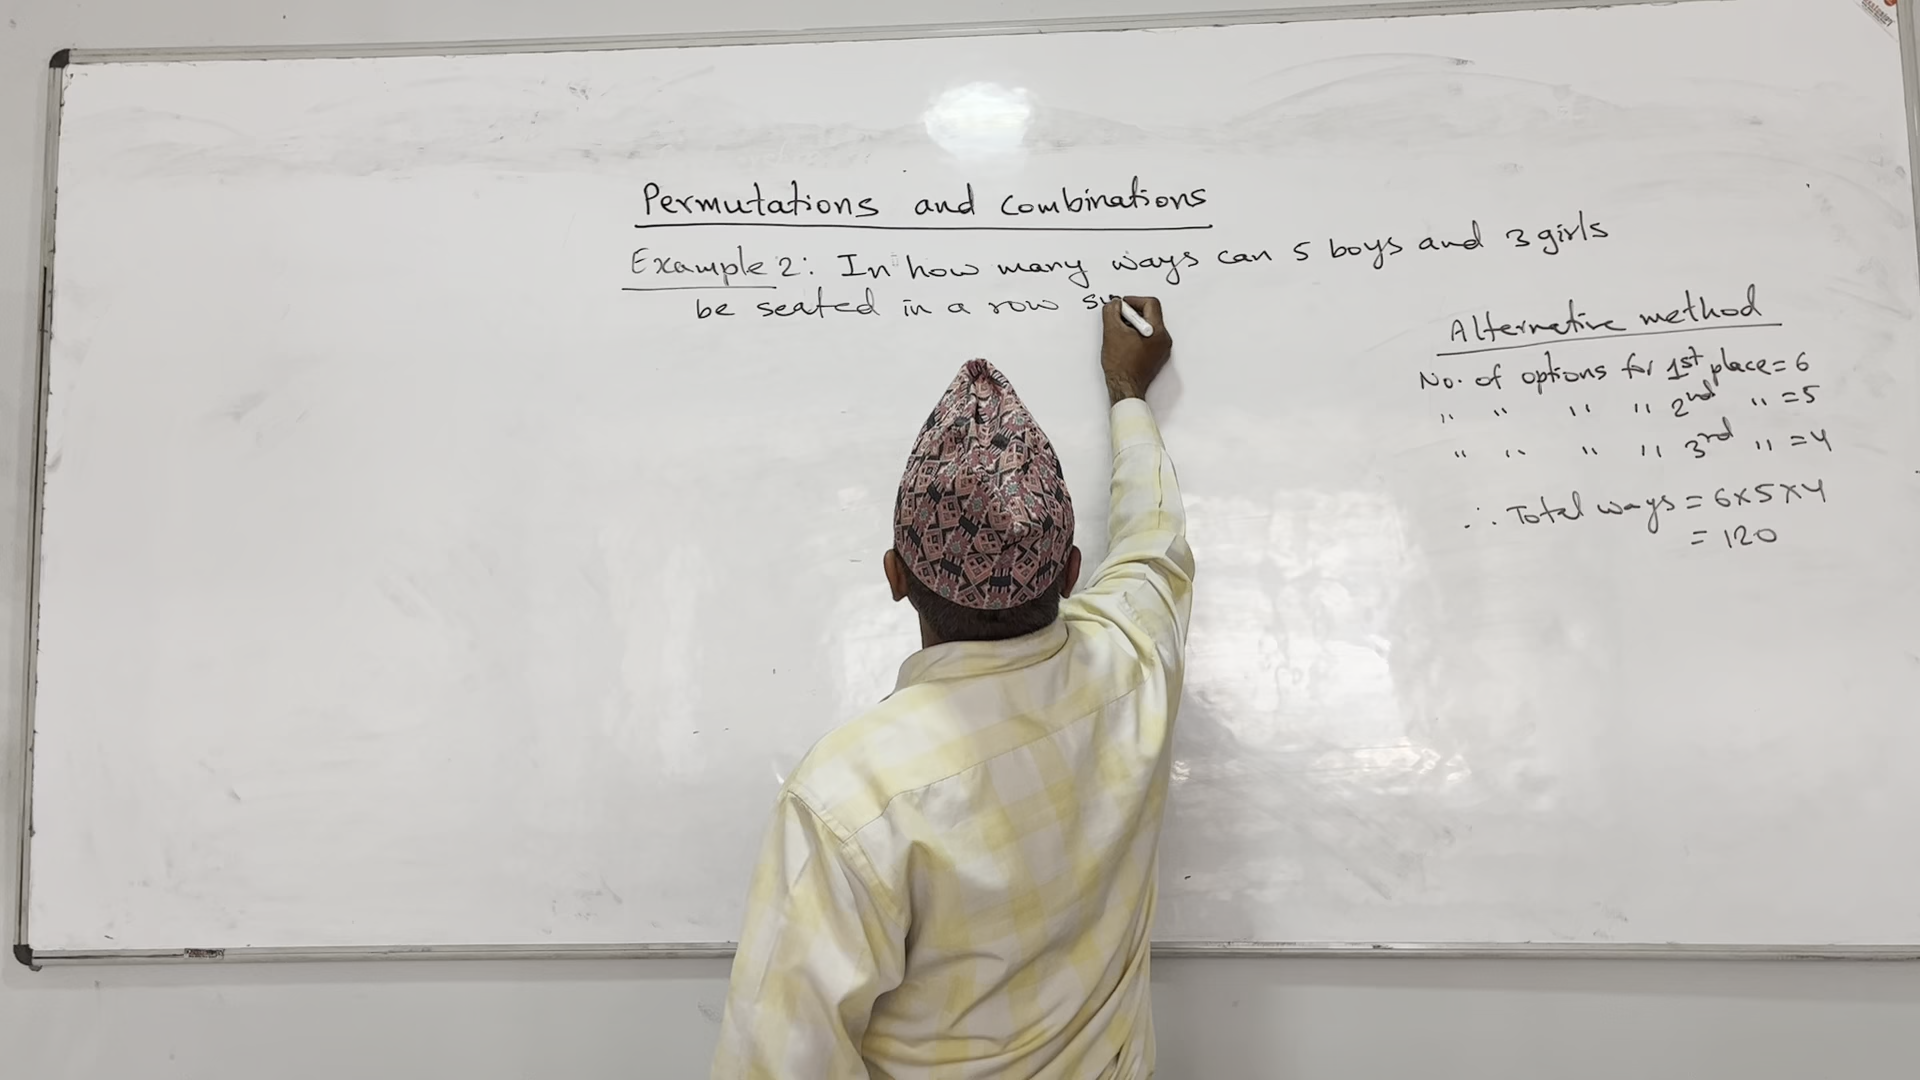 Permutations and combinations
Example 2: In how many ways can 5 boys and 3 girls
be seated in a row
Alternative method
No. of options for 1st place = 6
" " " " 2nd " = 5
" " " " 3rd " = 4
∴ Total ways = 6×5×4
= 120